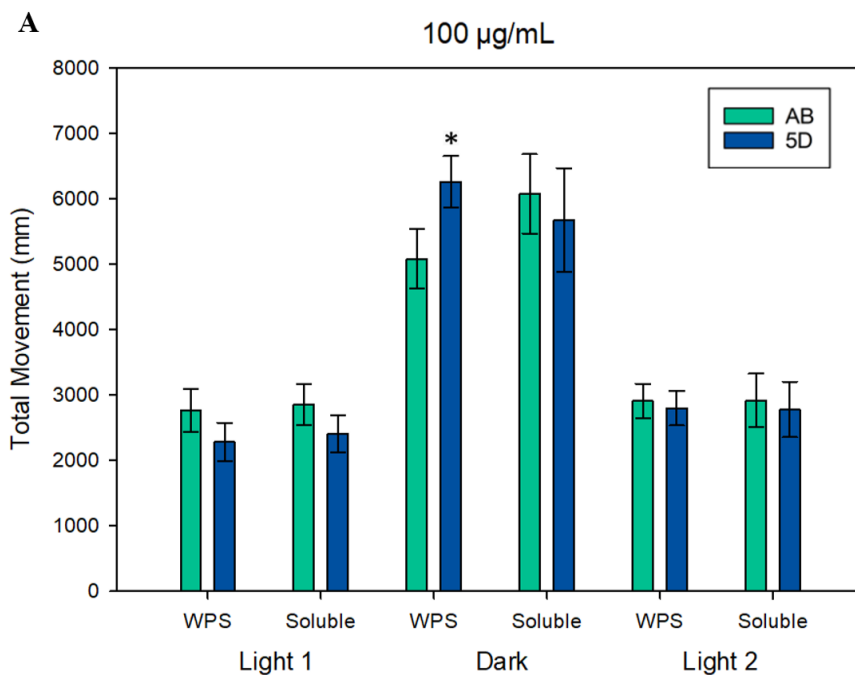 A
100 µg/mL
8000
7000
6000
5000
4000
3000
2000
1000
0
Total Movement (mm)
AB
5D
*
WPS Soluble WPS Soluble WPS Soluble
Light 1 Dark Light 2